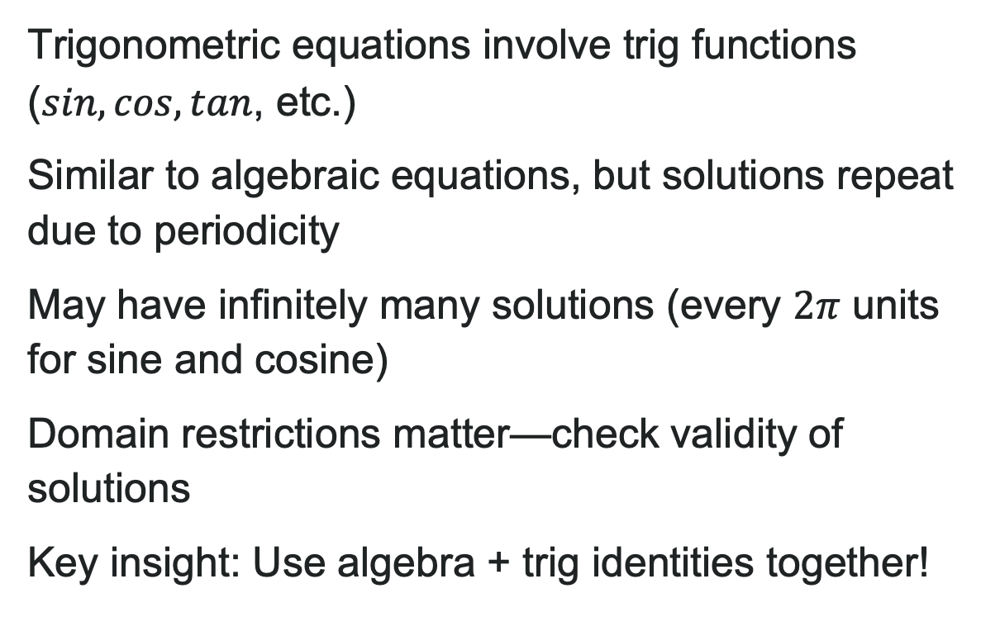 Trigonometric equations involve trig functions
(sin, cos, tan, etc.)
Similar to algebraic equations, but solutions repeat
due to periodicity
May have infinitely many solutions (every 2π units
for sine and cosine)
Domain restrictions matter—check validity of
solutions
Key insight: Use algebra + trig identities together!